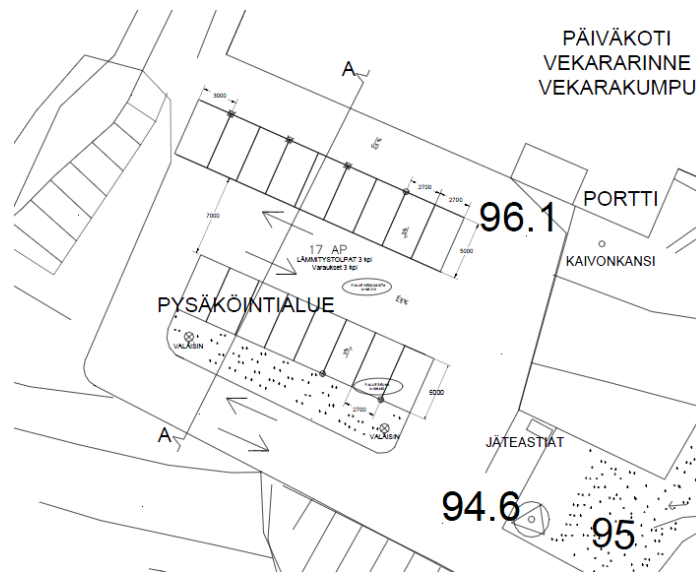 PÄIVÄKOTI
VEKARARINNE
VEKARAKUMPU
A
3000
2700
2700
96.1
PORTTI
7000
5000
17 AP
LÄMMITYSTOLPAT 3 kpl
Varaukset 3 kpl
KAIVONKANSI
PYSÄKÖINTIALUE
VALAISIN
5000
2700
A
VALAISIN
JÄTEASTIAT
94.6
95